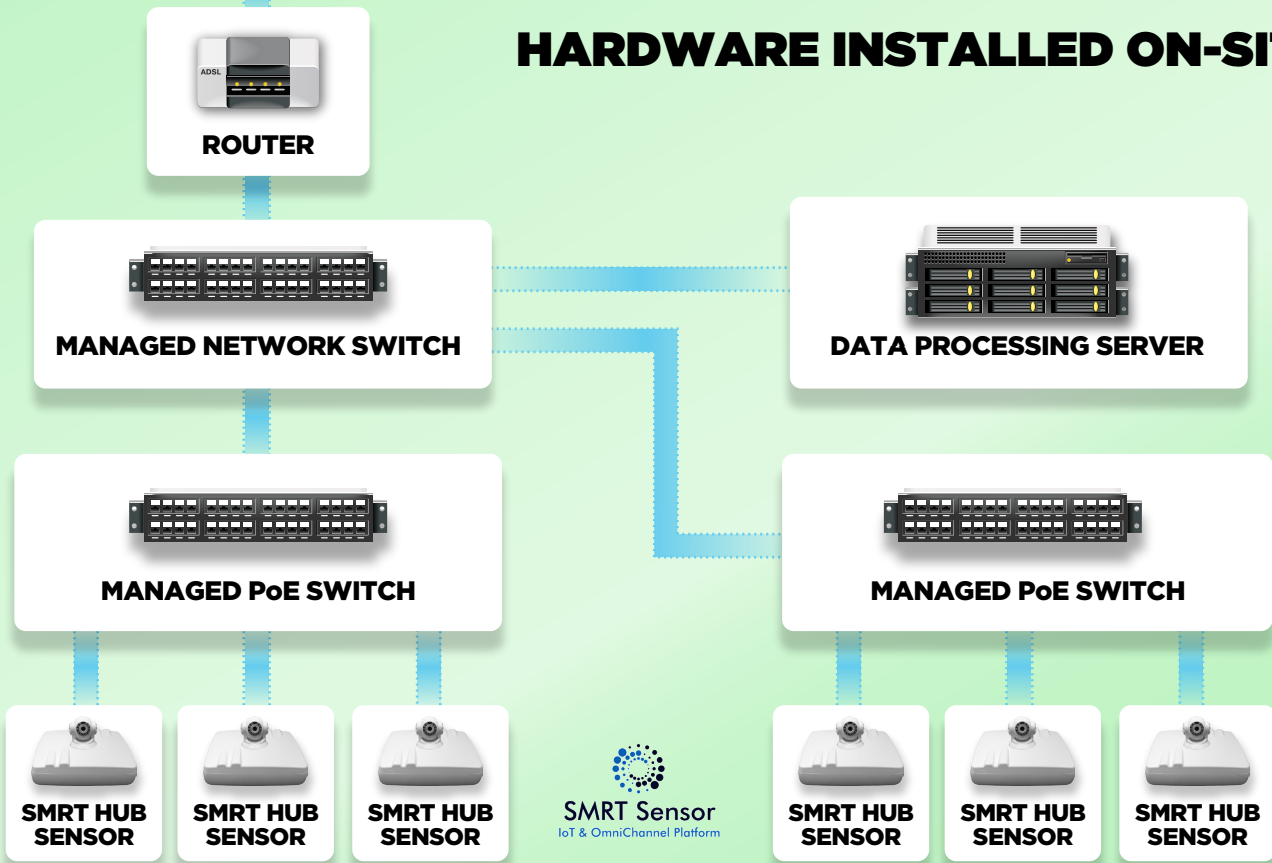 HARDWARE INSTALLED ON-SI
ADSL
ROUTER
MANAGED NETWORK SWITCH
DATA PROCESSING SERVER
MANAGED PoE SWITCH
MANAGED PoE SWITCH
SMRT HUB
SENSOR
SMRT HUB
SENSOR
SMRT HUB
SENSOR
SMRT Sensor
IoT & OmniChannel Platform
SMRT HUB
SENSOR
SMRT HUB
SENSOR
SMRT HUB
SENSOR